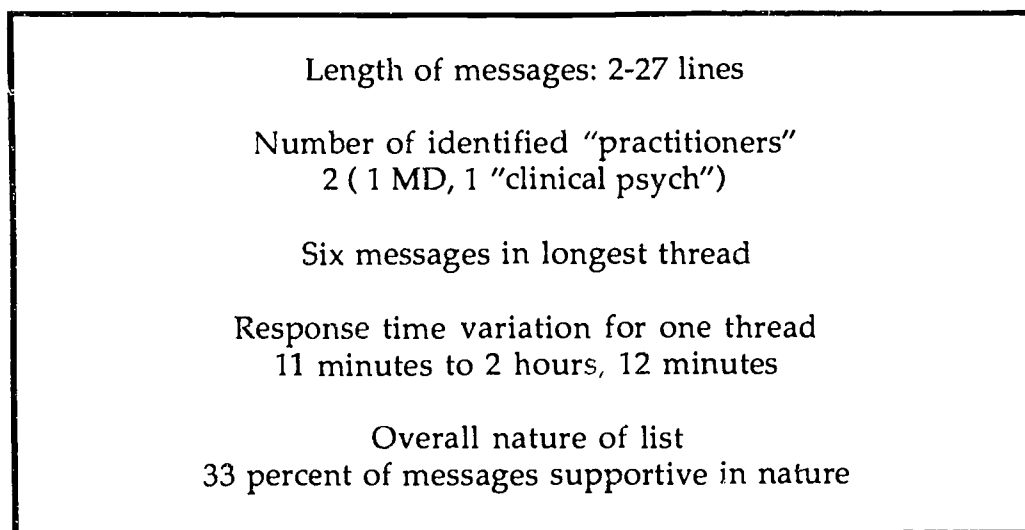 Length of messages: 2-27 lines
Number of identified "practitioners"
2 ( 1 MD, 1 "clinical psych")
Six messages in longest thread
Response time variation for one thread
11 minutes to 2 hours, 12 minutes
Overall nature of list
33 percent of messages supportive in nature